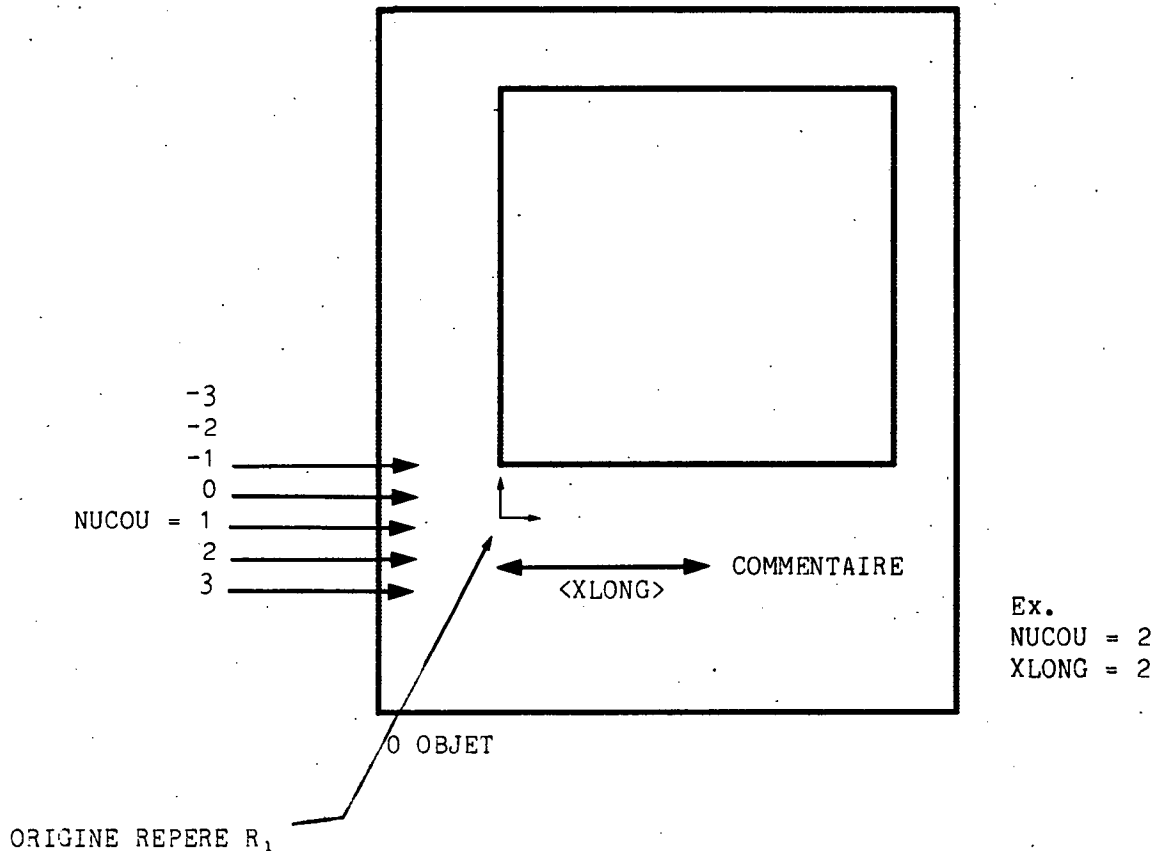 -3
-2
-1
0
NUCOU = 1
2
3
COMMENTAIRE
<XLONG>
Ex.
NUCOU = 2
XLONG = 2
O OBJET
ORIGINE REPERE R₁